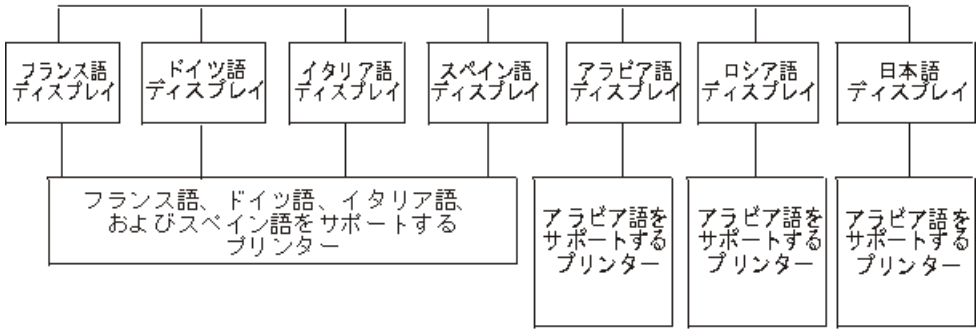 フランス語
ディスプレイ
ドイツ語
ディスプレイ
イタリア語
ディスプレイ
スペイン語
ディスプレイ
アラビア語
ディスプレイ
ロシア語
ディスプレイ
日本語
ディスプレイ
フランス語、ドイツ語、イタリア語、
およびスペイン語をサポートする
プリンター
アラビア語を
サポートする
プリンター
アラビア語を
サポートする
プリンター
アラビア語を
サポートする
プリンター